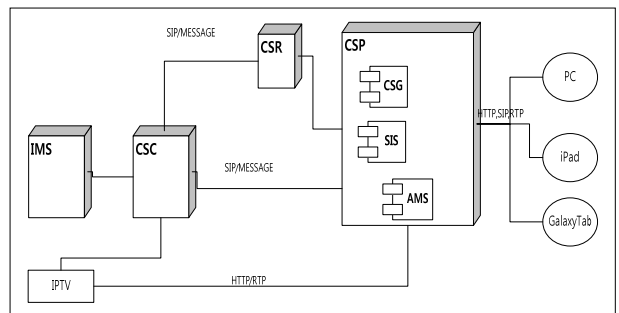 SIP/MESSAGE
CSR
CSP
CSG
HTTP,SIP,RTP
PC
IMS
CSC
SIS
SIP/MESSAGE
iPad
AMS
GalaxyTab
IPTV
HTTP/RTP